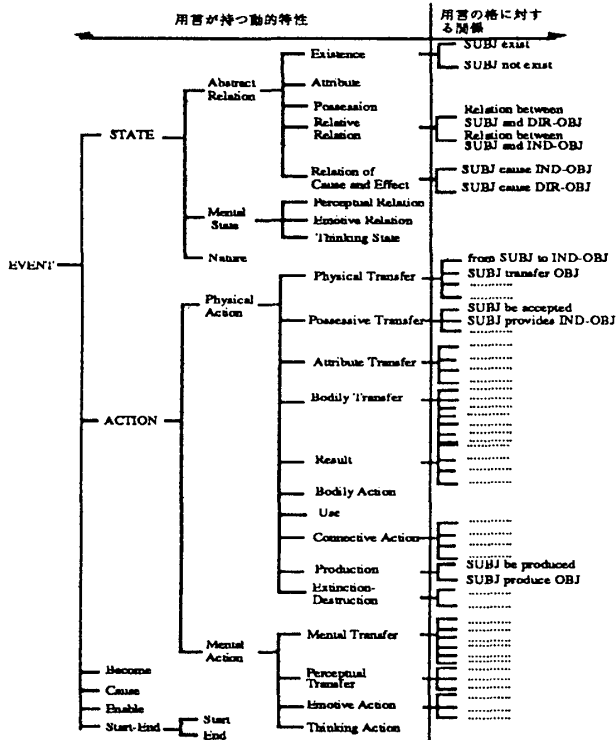 用言が持つ動的特性
用言の格に対す
る関係
EVENT
STATE
Abstract
Relation
Existence
SUBJ exist
SUBJ not exist
Attribute
Possession
Relative
Relation
Relation between
SUBJ and DIR-OBJ
Relation between
SUBJ and IND-OBJ
Relation of
Cause and Effect
SUBJ cause IND-OBJ
SUBJ cause DIR-OBJ
Mental
State
Perceptual Relation
Emotive Relation
Thinking State
Nature
ACTION
Physical
Action
Physical Transfer
from SUBJ to IND-OBJ
SUBJ transfer OBJ
Possessive Transfer
SUBJ be accepted
SUBJ provides IND-OBJ
Attribute Transfer
Bodily Transfer
Result
Bodily Action
Use
Connective Action
Production
SUBJ be produced
SUBJ produce OBJ
Extinction-
Destruction
Mental
Action
Mental Transfer
Perceptual
Transfer
Emotive Action
Thinking Action
Become
Cause
Enable
Start-End
Start
End